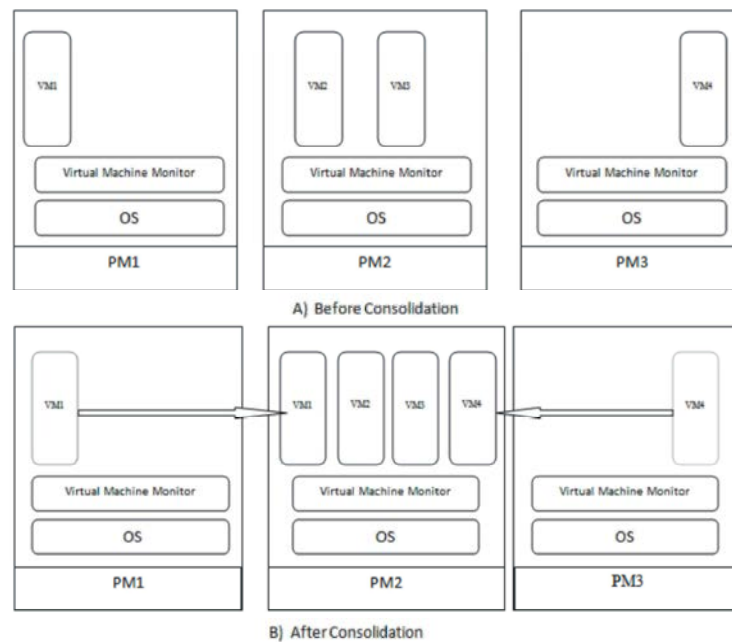 VM1
Virtual Machine Monitor
OS
PM1
VM2
VM3
Virtual Machine Monitor
OS
PM2
VM4
Virtual Machine Monitor
OS
PM3
A) Before Consolidation
VM1
Virtual Machine Monitor
OS
PM1
VM1
VM2
VM3
VM4
Virtual Machine Monitor
OS
PM2
VM4
Virtual Machine Monitor
OS
PM3
B) After Consolidation